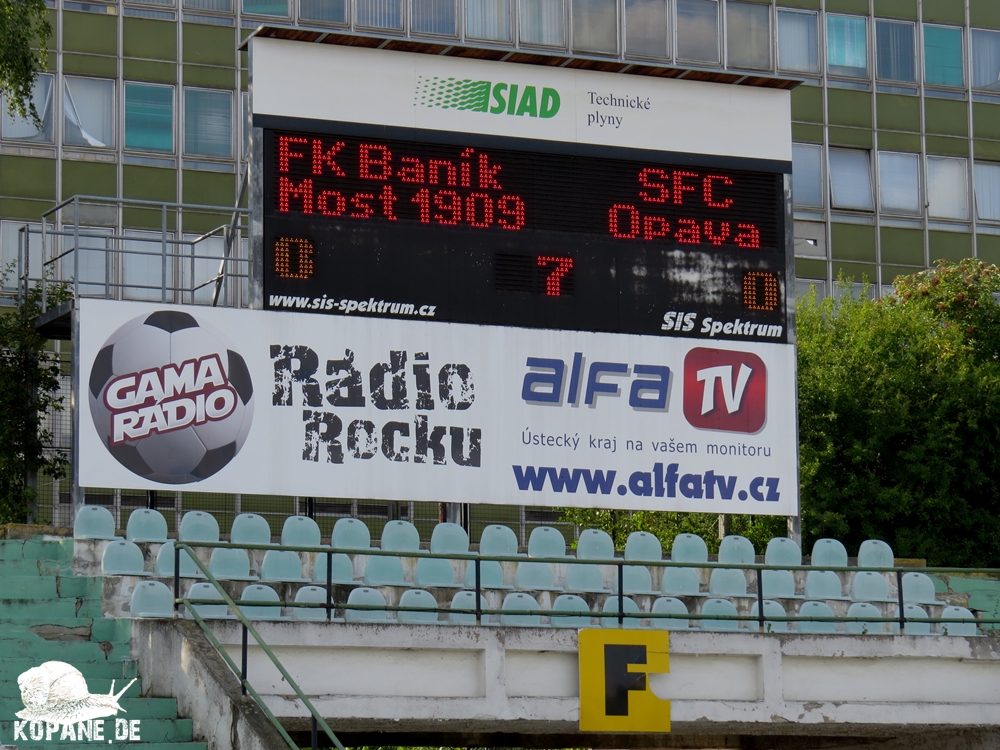 SIAD
Technické
plyny
FK Baník
Most 1909
SFC
Opava
0
7
0
www.sis-spektrum.cz
SIS Spektrum
GAMA
RÁDIO
Rádio
Rocku
alfa TV
Ústecký kraj na vašem monitoru
www.alfatv.cz
F
KOPANE.DE